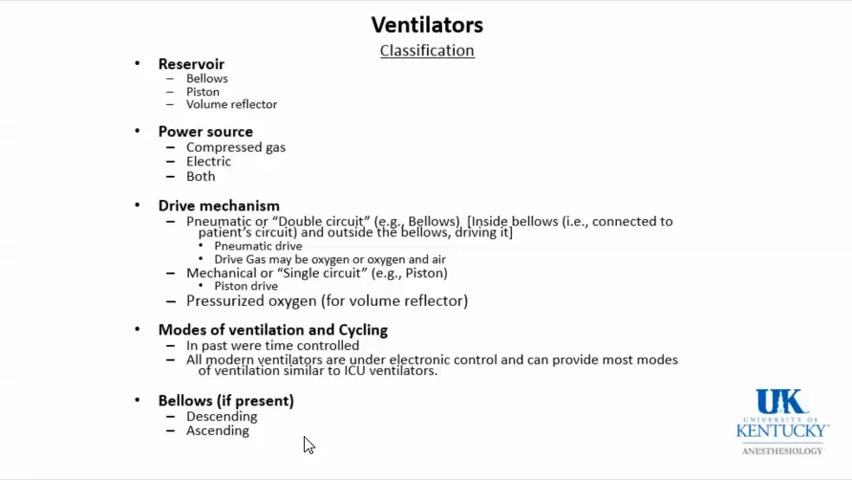 Ventilators
Classification
• Reservoir
– Bellows
– Piston
– Volume reflector
• Power source
– Compressed gas
– Electric
– Both
• Drive mechanism
– Pneumatic or “Double circuit” (e.g., Bellows) [Inside bellows (i.e., connected to
patient’s circuit) and outside the bellows, driving it]
• Pneumatic drive
• Drive Gas may be oxygen or oxygen and air
– Mechanical or “Single circuit” (e.g., Piston)
• Piston drive
– Pressurized oxygen (for volume reflector)
• Modes of ventilation and Cycling
– In past were time controlled
– All modern ventilators are under electronic control and can provide most modes
of ventilation similar to ICU ventilators.
• Bellows (if present)
– Descending
– Ascending
UK
UNIVERSITY OF
KENTUCKY
ANESTHESIOLOGY